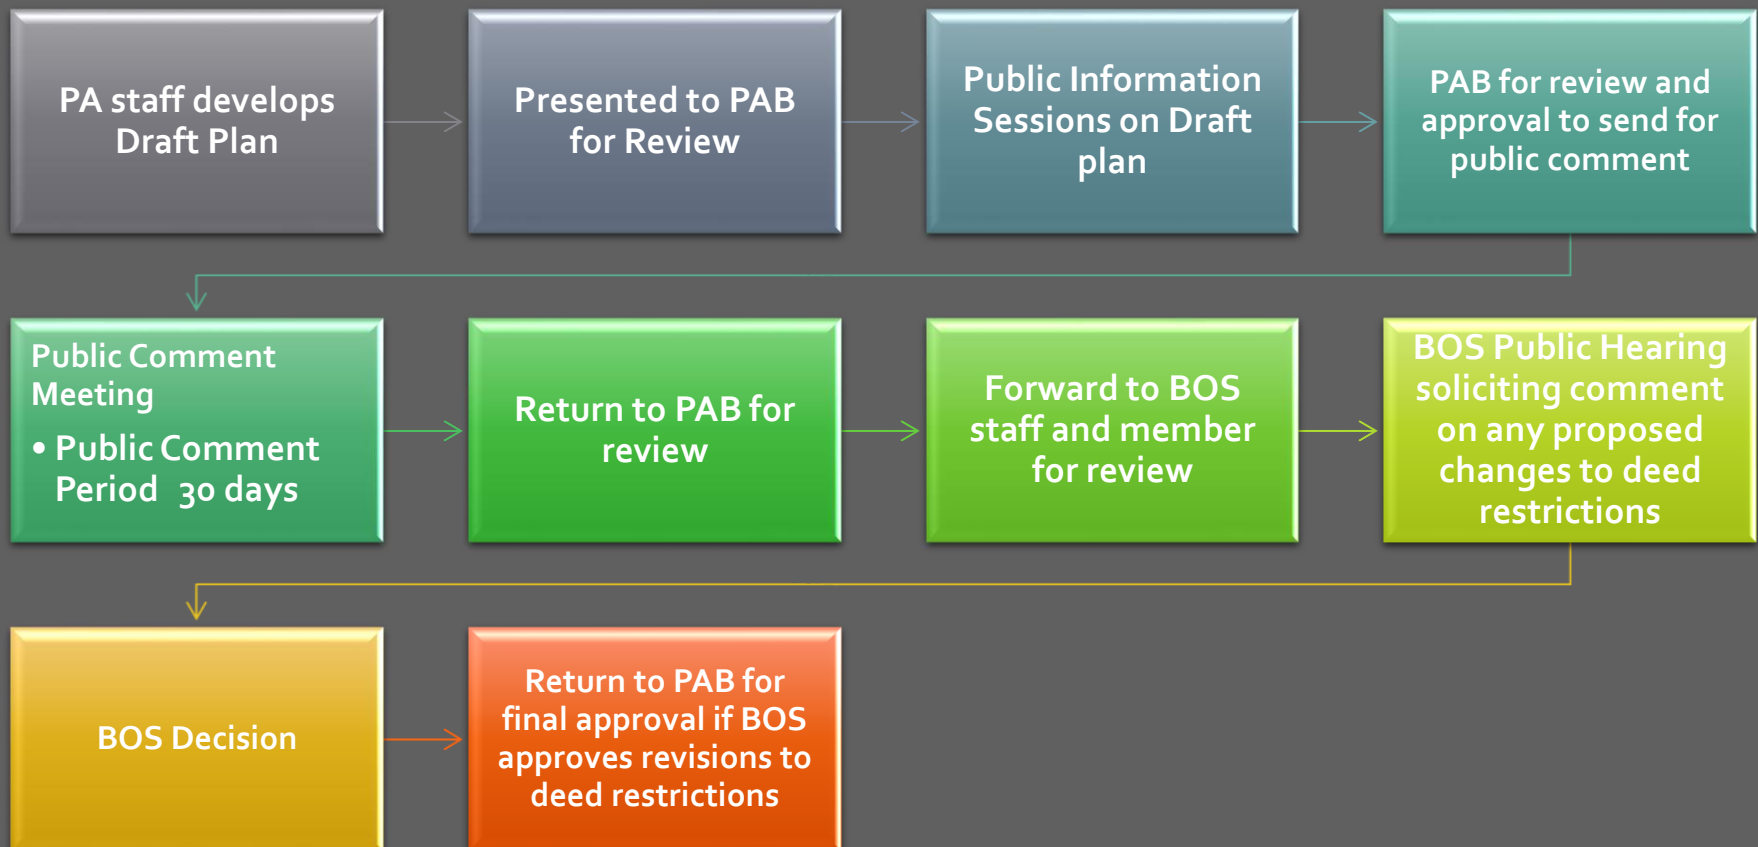 PA staff develops
Draft Plan
Presented to PAB
for Review
Public Information
Sessions on Draft
plan
PAB for review and
approval to send for
public comment
Public Comment
Meeting
• Public Comment
Period 30 days
Return to PAB for
review
Forward to BOS
staff and member
for review
BOS Public Hearing
soliciting comment
on any proposed
changes to deed
restrictions
BOS Decision
Return to PAB for
final approval if BOS
approves revisions to
deed restrictions